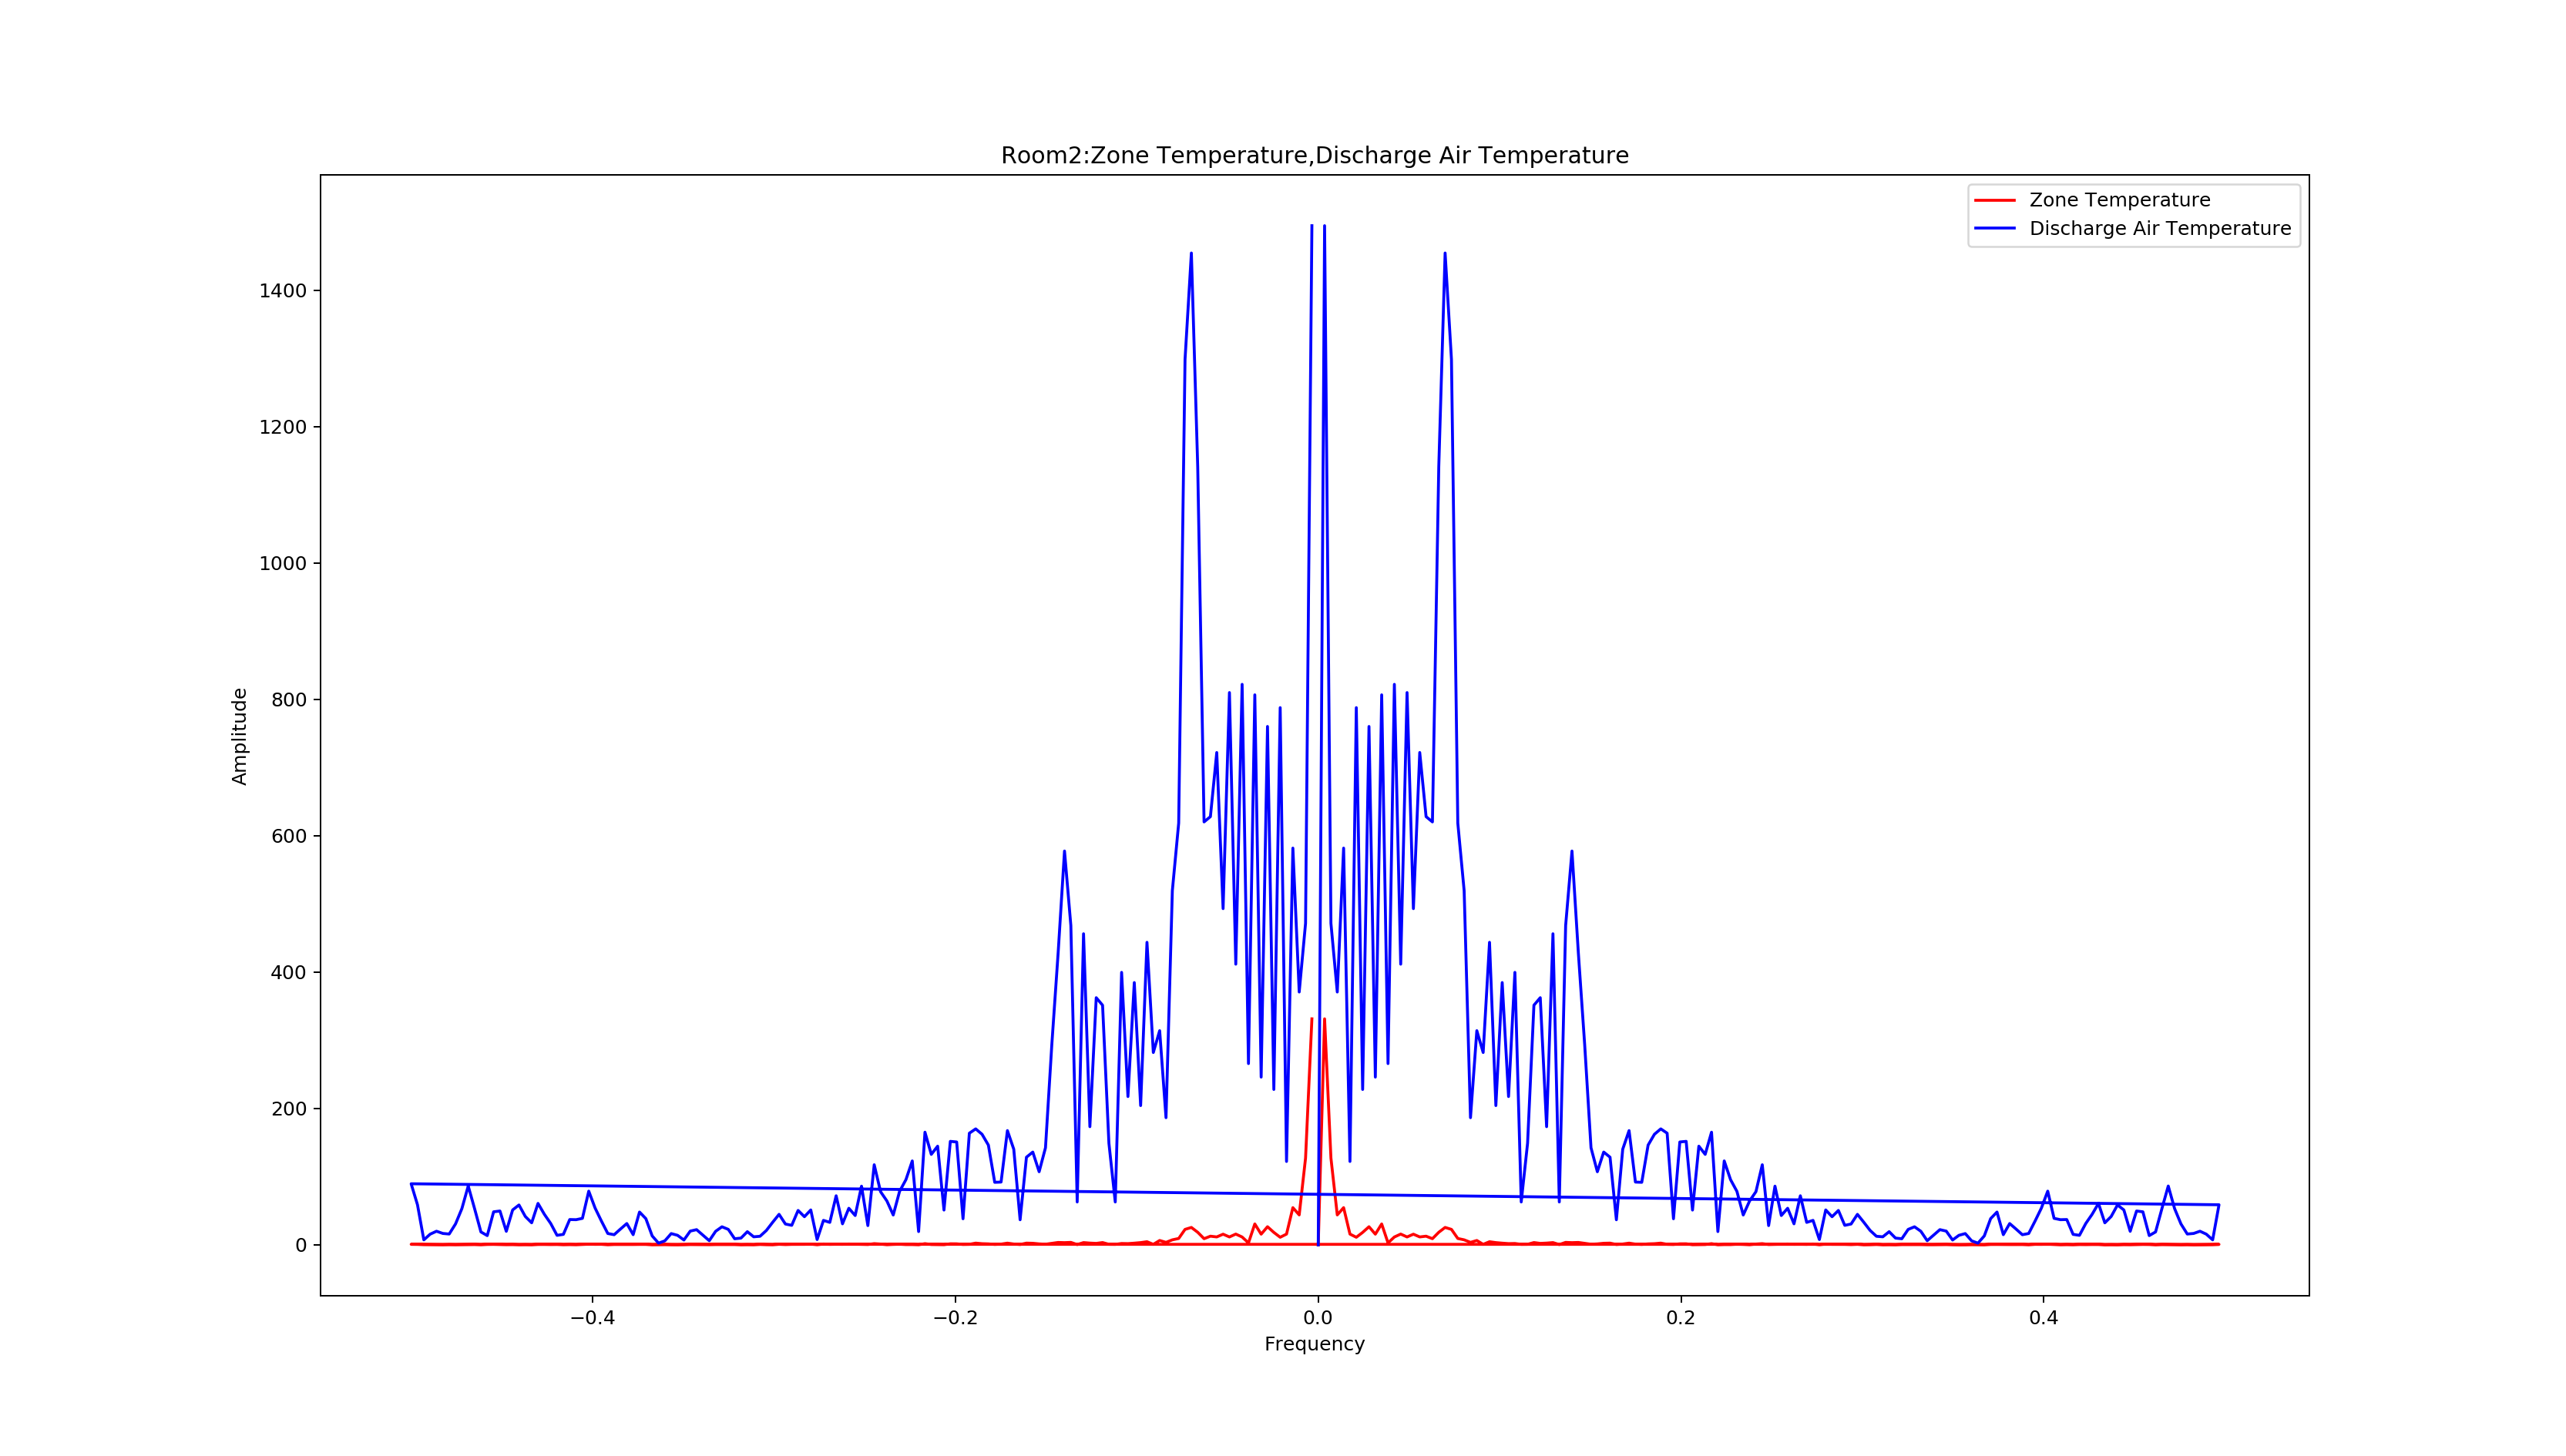 Room2:Zone Temperature,Discharge Air Temperature
Zone Temperature
Discharge Air Temperature
1400
1200
1000
800
600
400
200
0
Amplitude
−0.4
−0.2
0.0
0.2
0.4
Frequency